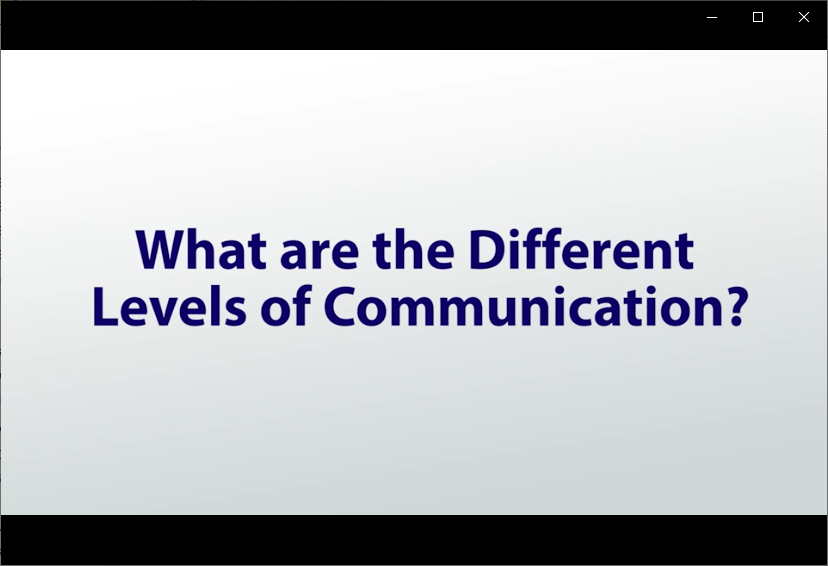 What are the Different
Levels of Communication?